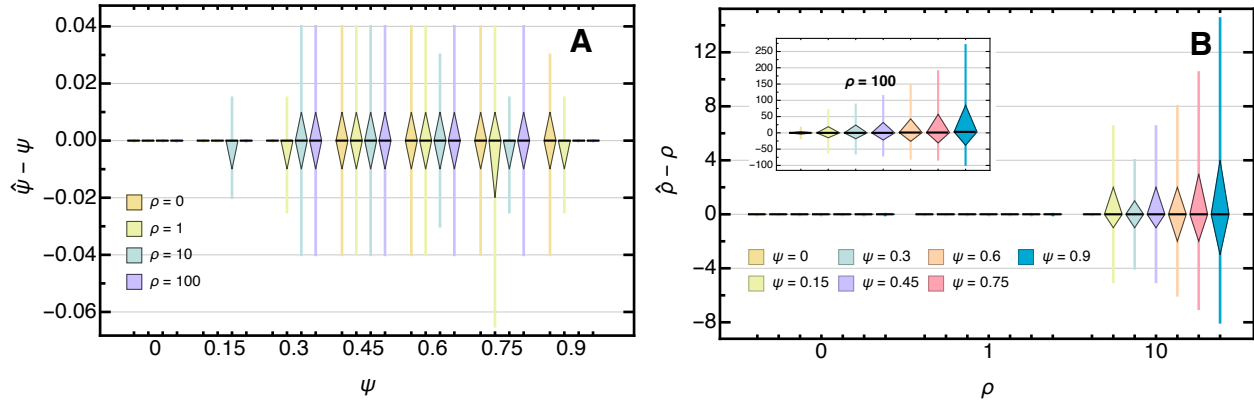 A
0.04
0.02
0.00
−0.02
−0.04
−0.06
ψ̂ − ψ
ρ = 0
ρ = 1
ρ = 10
ρ = 100
0 0.15 0.3 0.45 0.6 0.75 0.9
ψ
B
12
8
4
0
−4
−8
ρ̂ − ρ
250
200
150
100
50
0
−50
−100
ρ = 100
ψ = 0 ψ = 0.3 ψ = 0.6 ψ = 0.9
ψ = 0.15 ψ = 0.45 ψ = 0.75
0 1 10
ρ